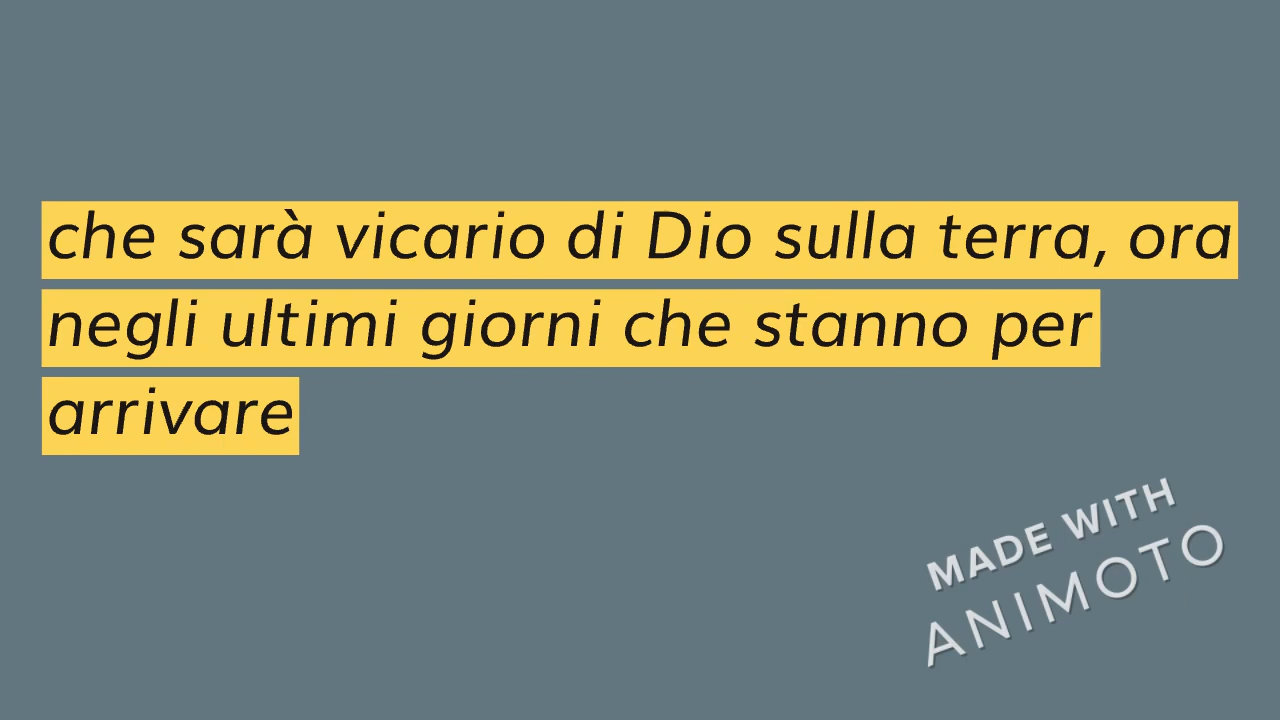 che sarà vicario di Dio sulla terra, ora
negli ultimi giorni che stanno per
arrivare
MADE WITH
ANIMOTO